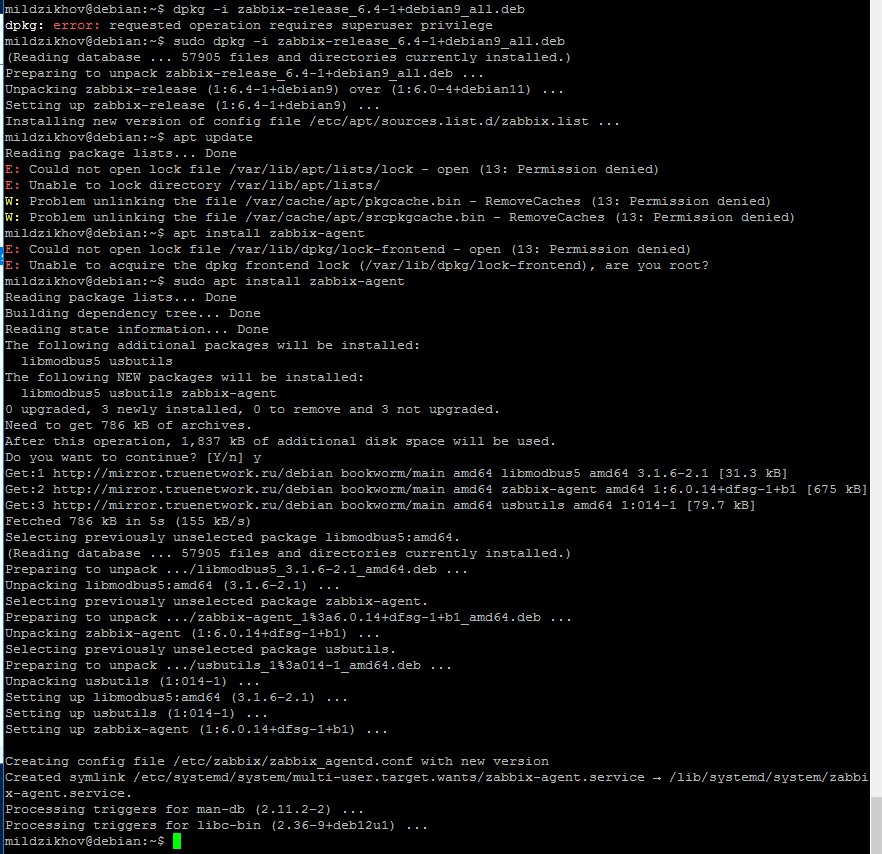 mildzikhov@debian:~$ dpkg -i zabbix-release_6.4-1+debian9_all.deb
dpkg: error: requested operation requires superuser privilege
mildzikhov@debian:~$ sudo dpkg -i zabbix-release_6.4-1+debian9_all.deb
(Reading database ... 57905 files and directories currently installed.)
Preparing to unpack zabbix-release_6.4-1+debian9_all.deb ...
Unpacking zabbix-release (1:6.4-1+debian9) over (1:6.0-4+debian11) ...
Setting up zabbix-release (1:6.4-1+debian9) ...
Installing new version of config file /etc/apt/sources.list.d/zabbix.list ...
mildzikhov@debian:~$ apt update
Reading package lists... Done
E: Could not open lock file /var/lib/apt/lists/lock - open (13: Permission denied)
E: Unable to lock directory /var/lib/apt/lists/
W: Problem unlinking the file /var/cache/apt/pkgcache.bin - RemoveCaches (13: Permission denied)
W: Problem unlinking the file /var/cache/apt/srcpkgcache.bin - RemoveCaches (13: Permission denied)
mildzikhov@debian:~$ apt install zabbix-agent
E: Could not open lock file /var/lib/dpkg/lock-frontend - open (13: Permission denied)
E: Unable to acquire the dpkg frontend lock (/var/lib/dpkg/lock-frontend), are you root?
mildzikhov@debian:~$ sudo apt install zabbix-agent
Reading package lists... Done
Building dependency tree... Done
Reading state information... Done
The following additional packages will be installed:
  libmodbus5 usbutils
The following NEW packages will be installed:
  libmodbus5 usbutils zabbix-agent
0 upgraded, 3 newly installed, 0 to remove and 3 not upgraded.
Need to get 786 kB of archives.
After this operation, 1,837 kB of additional disk space will be used.
Do you want to continue? [Y/n] y
Get:1 http://mirror.truenetwork.ru/debian bookworm/main amd64 libmodbus5 amd64 3.1.6-2.1 [31.3 kB]
Get:2 http://mirror.truenetwork.ru/debian bookworm/main amd64 zabbix-agent amd64 1:6.0.14+dfsg-1+b1 [675 kB]
Get:3 http://mirror.truenetwork.ru/debian bookworm/main amd64 usbutils amd64 1:014-1 [79.7 kB]
Fetched 786 kB in 5s (155 kB/s)
Selecting previously unselected package libmodbus5:amd64.
(Reading database ... 57905 files and directories currently installed.)
Preparing to unpack .../libmodbus5_3.1.6-2.1_amd64.deb ...
Unpacking libmodbus5:amd64 (3.1.6-2.1) ...
Selecting previously unselected package zabbix-agent.
Preparing to unpack .../zabbix-agent_1%3a6.0.14+dfsg-1+b1_amd64.deb ...
Unpacking zabbix-agent (1:6.0.14+dfsg-1+b1) ...
Selecting previously unselected package usbutils.
Preparing to unpack .../usbutils_1%3a014-1_amd64.deb ...
Unpacking usbutils (1:014-1) ...
Setting up libmodbus5:amd64 (3.1.6-2.1) ...
Setting up usbutils (1:014-1) ...
Setting up zabbix-agent (1:6.0.14+dfsg-1+b1) ...

Creating config file /etc/zabbix/zabbix_agentd.conf with new version
Created symlink /etc/systemd/system/multi-user.target.wants/zabbix-agent.service → /lib/systemd/system/zabbi
x-agent.service.
Processing triggers for man-db (2.11.2-2) ...
Processing triggers for libc-bin (2.36-9+deb12u1) ...
mildzikhov@debian:~$